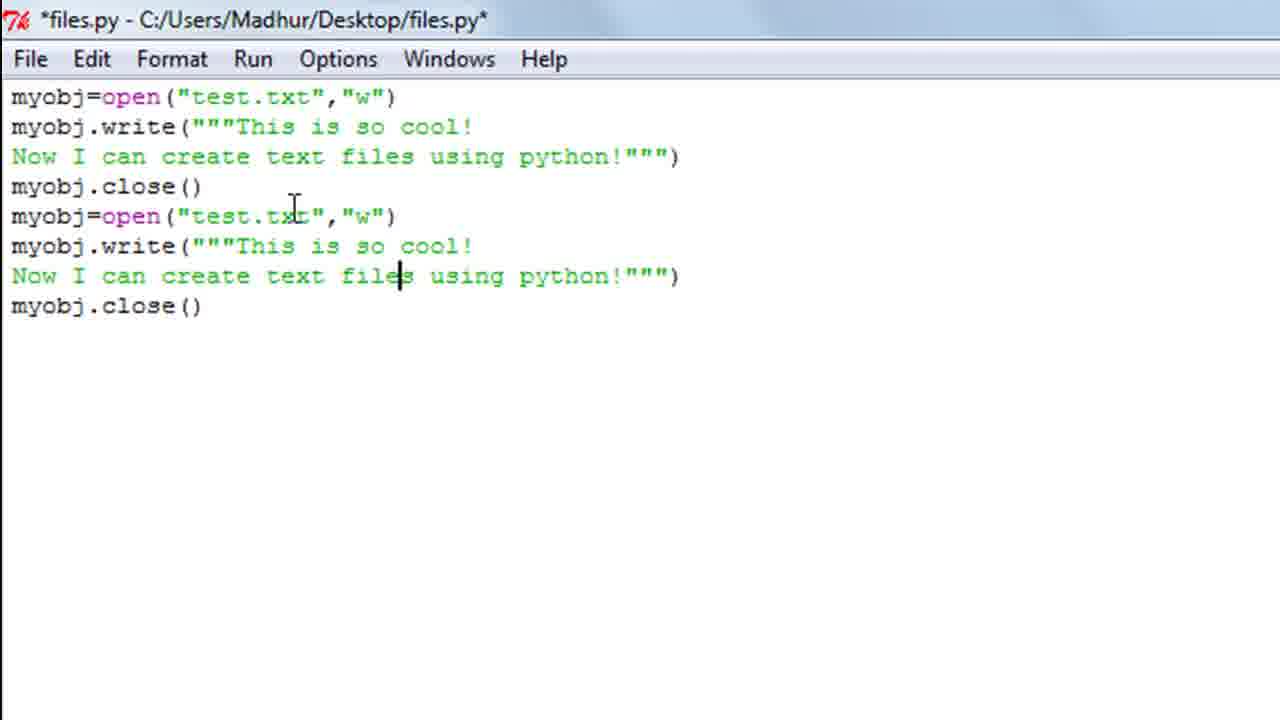 *files.py - C:/Users/Madhur/Desktop/files.py*
File Edit Format Run Options Windows Help
myobj=open("test.txt","w")
myobj.write("""This is so cool!
Now I can create text files using python!""")
myobj.close()
myobj=open("test.txt","w")
myobj.write("""This is so cool!
Now I can create text files using python!""")
myobj.close()